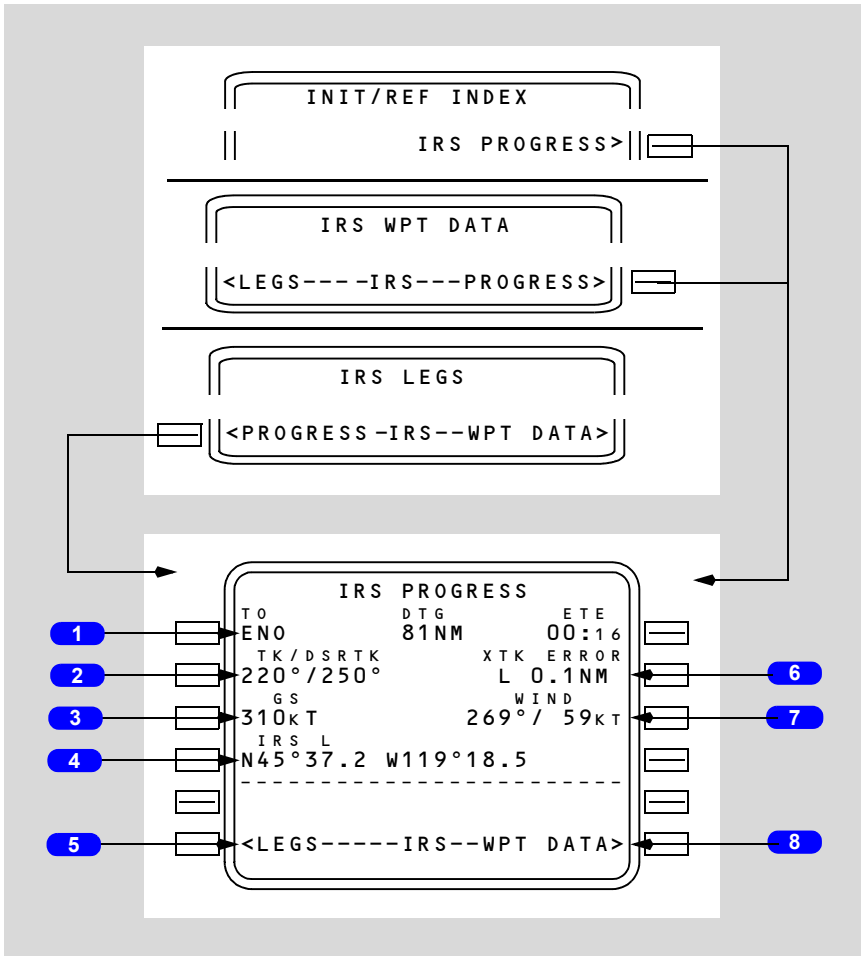 INIT/REF INDEX
IRS PROGRESS>
IRS WPT DATA
<LEGS----IRS---PROGRESS>
IRS LEGS
<PROGRESS-IRS--WPT DATA>
IRS PROGRESS
TO DTG ETE
1 ENO 81NM 00:16
TK/DSRTK XTK ERROR
2 220°/250° L 0.1NM 6
GS WIND
3 310KT 269°/ 59KT 7
IRS L
4 N45°37.2 W119°18.5
--------------------------
5 <LEGS-----IRS--WPT DATA> 8